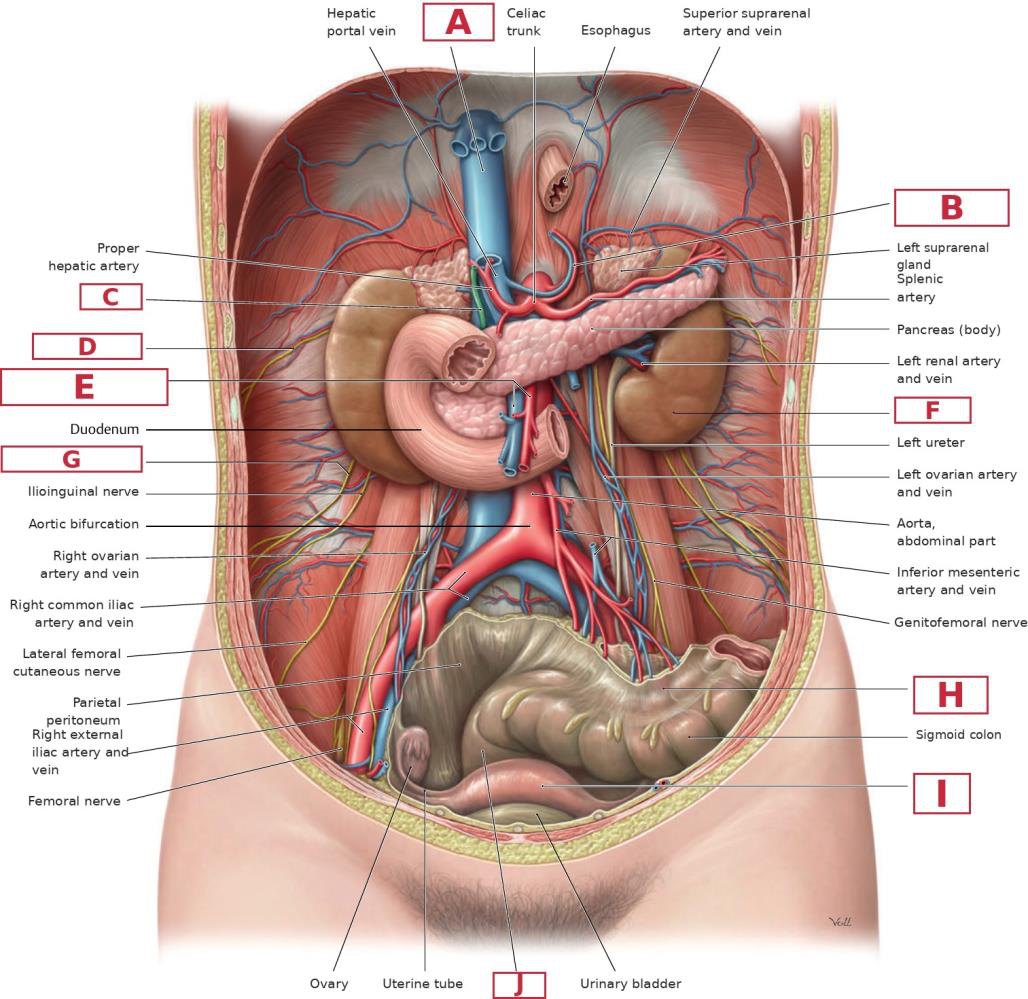 Hepatic
portal vein
A
Celiac
trunk
Esophagus
Superior suprarenal
artery and vein
B
Proper
hepatic artery
Left suprarenal
gland
Splenic
artery
C
Pancreas (body)
D
Left renal artery
and vein
E
F
Duodenum
Left ureter
G
Left ovarian artery
and vein
Ilioinguinal nerve
Aortic bifurcation
Aorta,
abdominal part
Right ovarian
artery and vein
Inferior mesenteric
artery and vein
Right common iliac
artery and vein
Genitofemoral nerve
Lateral femoral
cutaneous nerve
H
Parietal
peritoneum
Right external
iliac artery and
vein
Sigmoid colon
Femoral nerve
I
Voll
Ovary
Uterine tube
J
Urinary bladder